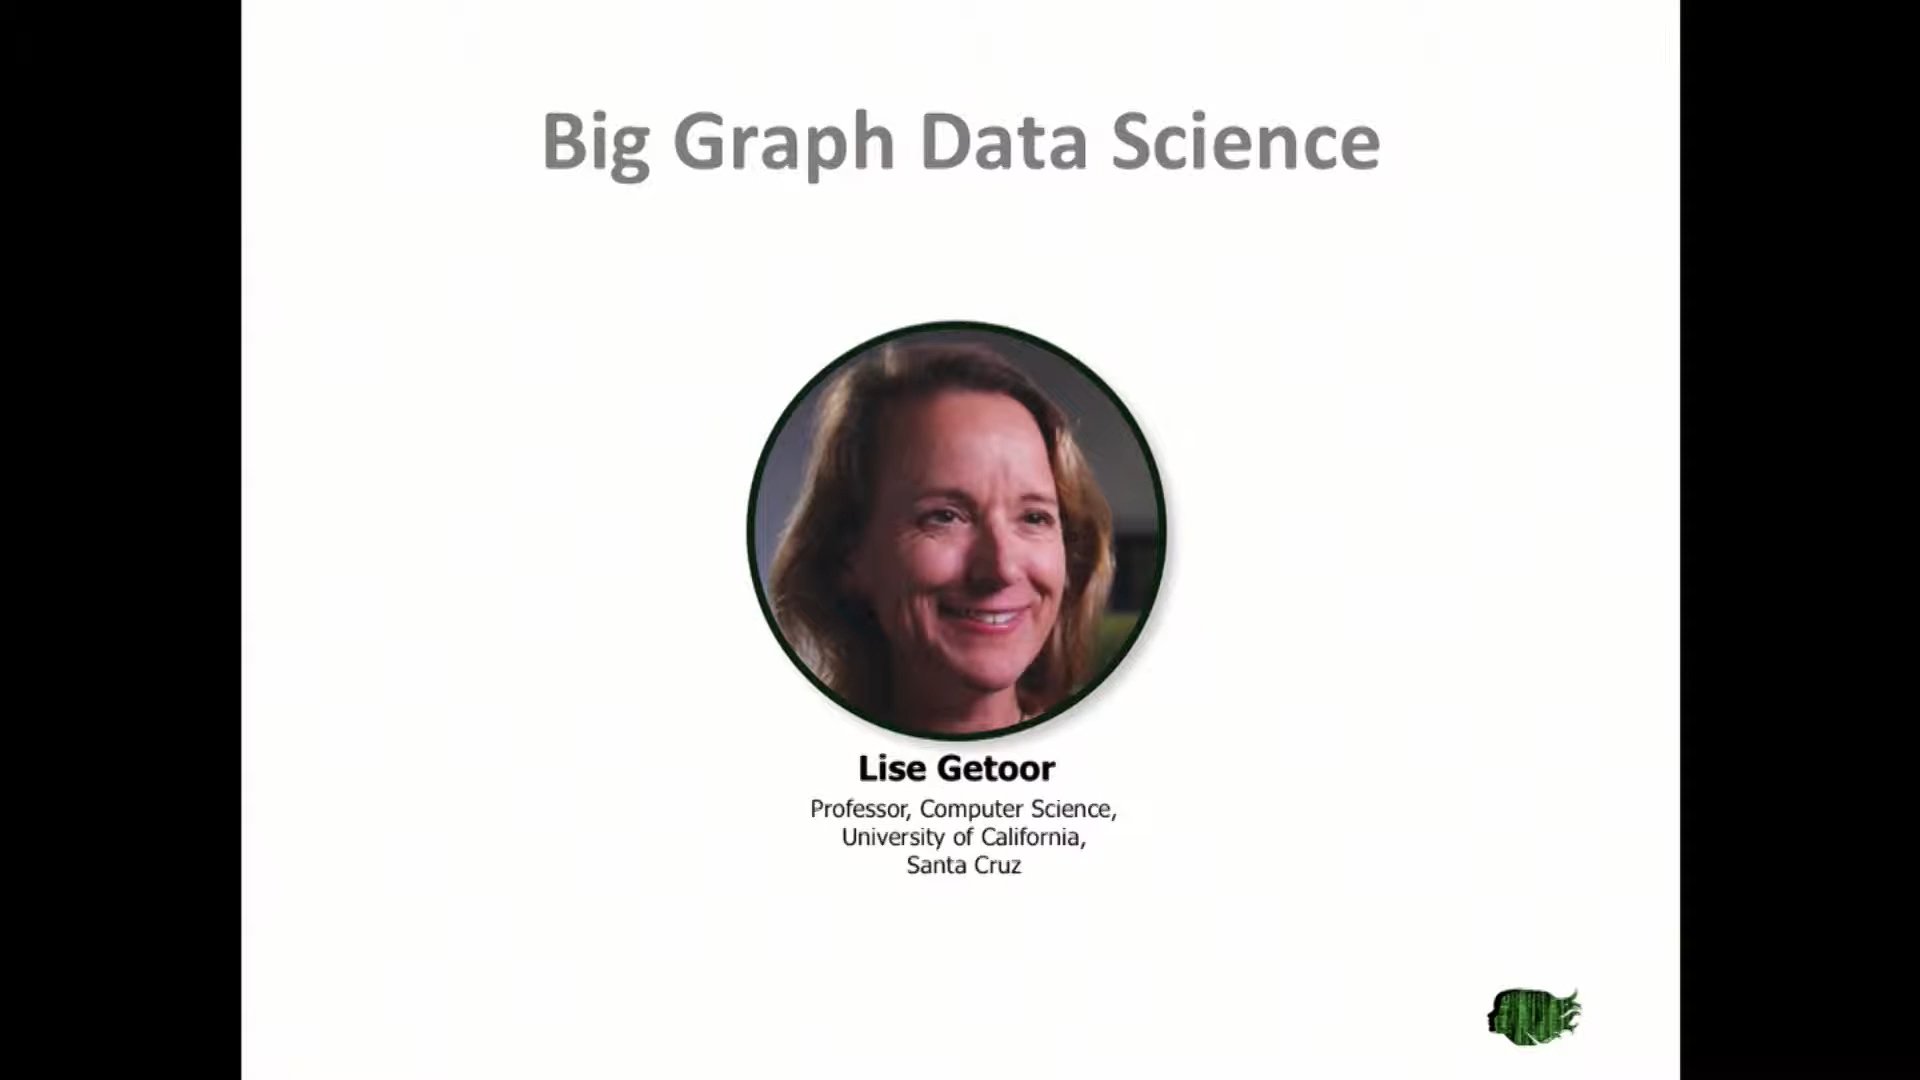 Big Graph Data Science
Lise Getoor
Professor, Computer Science,
University of California,
Santa Cruz